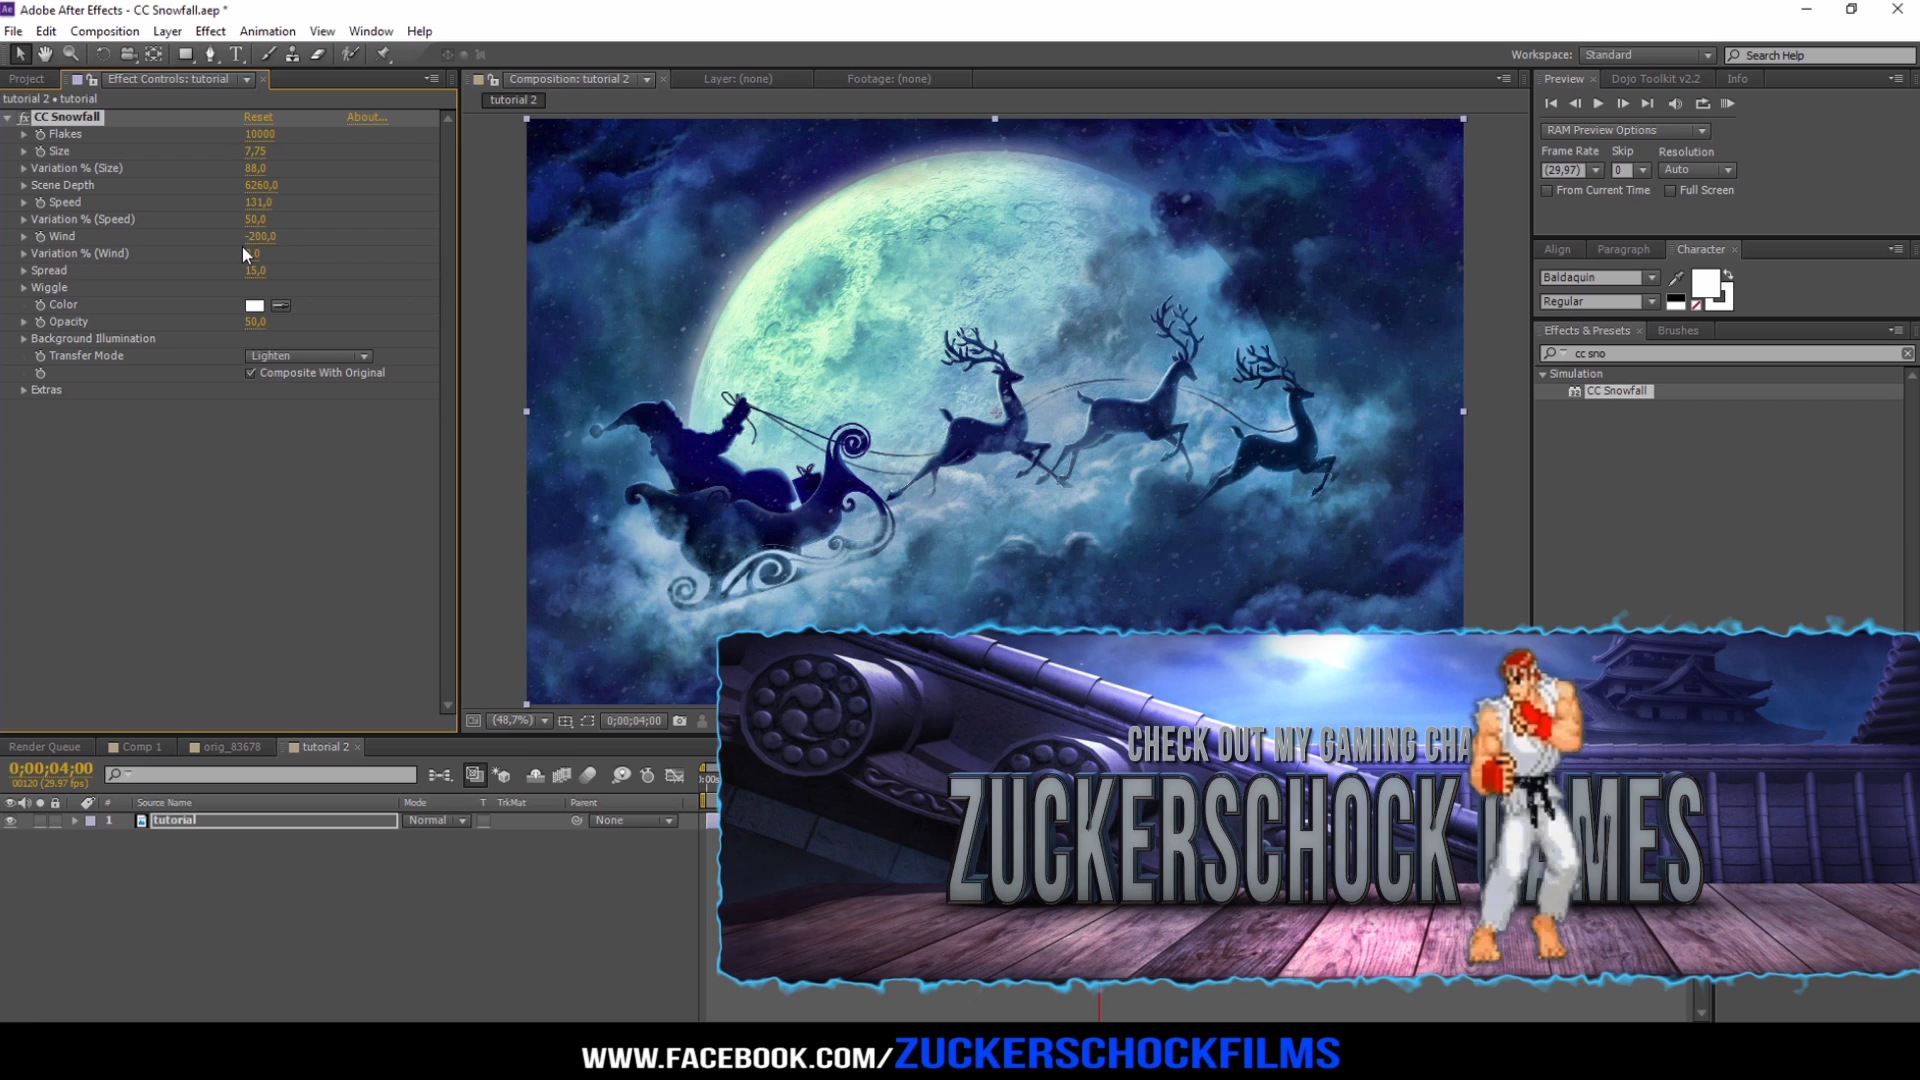 Adobe After Effects - CC Snowfall.aep *
File Edit Composition Layer Effect Animation View Window Help
Workspace: Standard Search Help
Project Effect Controls: tutorial
Composition: tutorial 2 Layer: (none) Footage: (none)
Preview Dojo Toolkit v2.2 Info
tutorial 2 • tutorial
tutorial 2
CC Snowfall Reset About...
Flakes 10000
Size 7,75
Variation % (Size) 88,0
Scene Depth 6260,0
Speed 131,0
Variation % (Speed) 50,0
Wind -200,0
Variation % (Wind)
Spread 15,0
Wiggle
Color
Opacity 50,0
Background Illumination
Transfer Mode Lighten
Composite With Original
Extras
RAM Preview Options
Frame Rate Skip Resolution
(29,97) 0 Auto
From Current Time Full Screen
Align Paragraph Character
Baldaquin
Regular
Effects & Presets Brushes
cc sno
Simulation
CC Snowfall
(48,7%) 0;00;04;00
Render Queue Comp 1 orig_83678 tutorial 2
0;00;04;00
00120 (29.97 fps)
# Source Name Mode T TrkMat Parent
1 tutorial Normal None
CHECK OUT MY GAMING CHA
ZUCKERSCHOCK MES
WWW.FACEBOOK.COM/ZUCKERSCHOCKFILMS